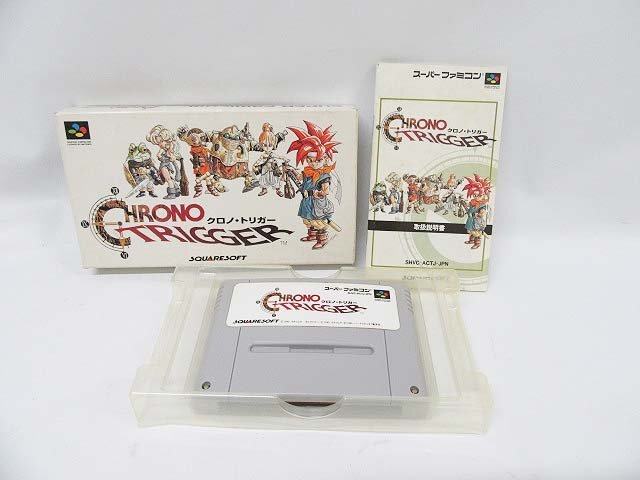 CHRONO
クロノ・トリガー
TRIGGER
TM
SQUARESOFT
スーパーファミコン
CHRONO
クロノ・トリガー
TRIGGER
取扱説明書
SHVC-ACTJ-JPN
SQUARESOFT
スーパーファミコン
CHRONO
クロノ・トリガー
TRIGGER
SQUARESOFT